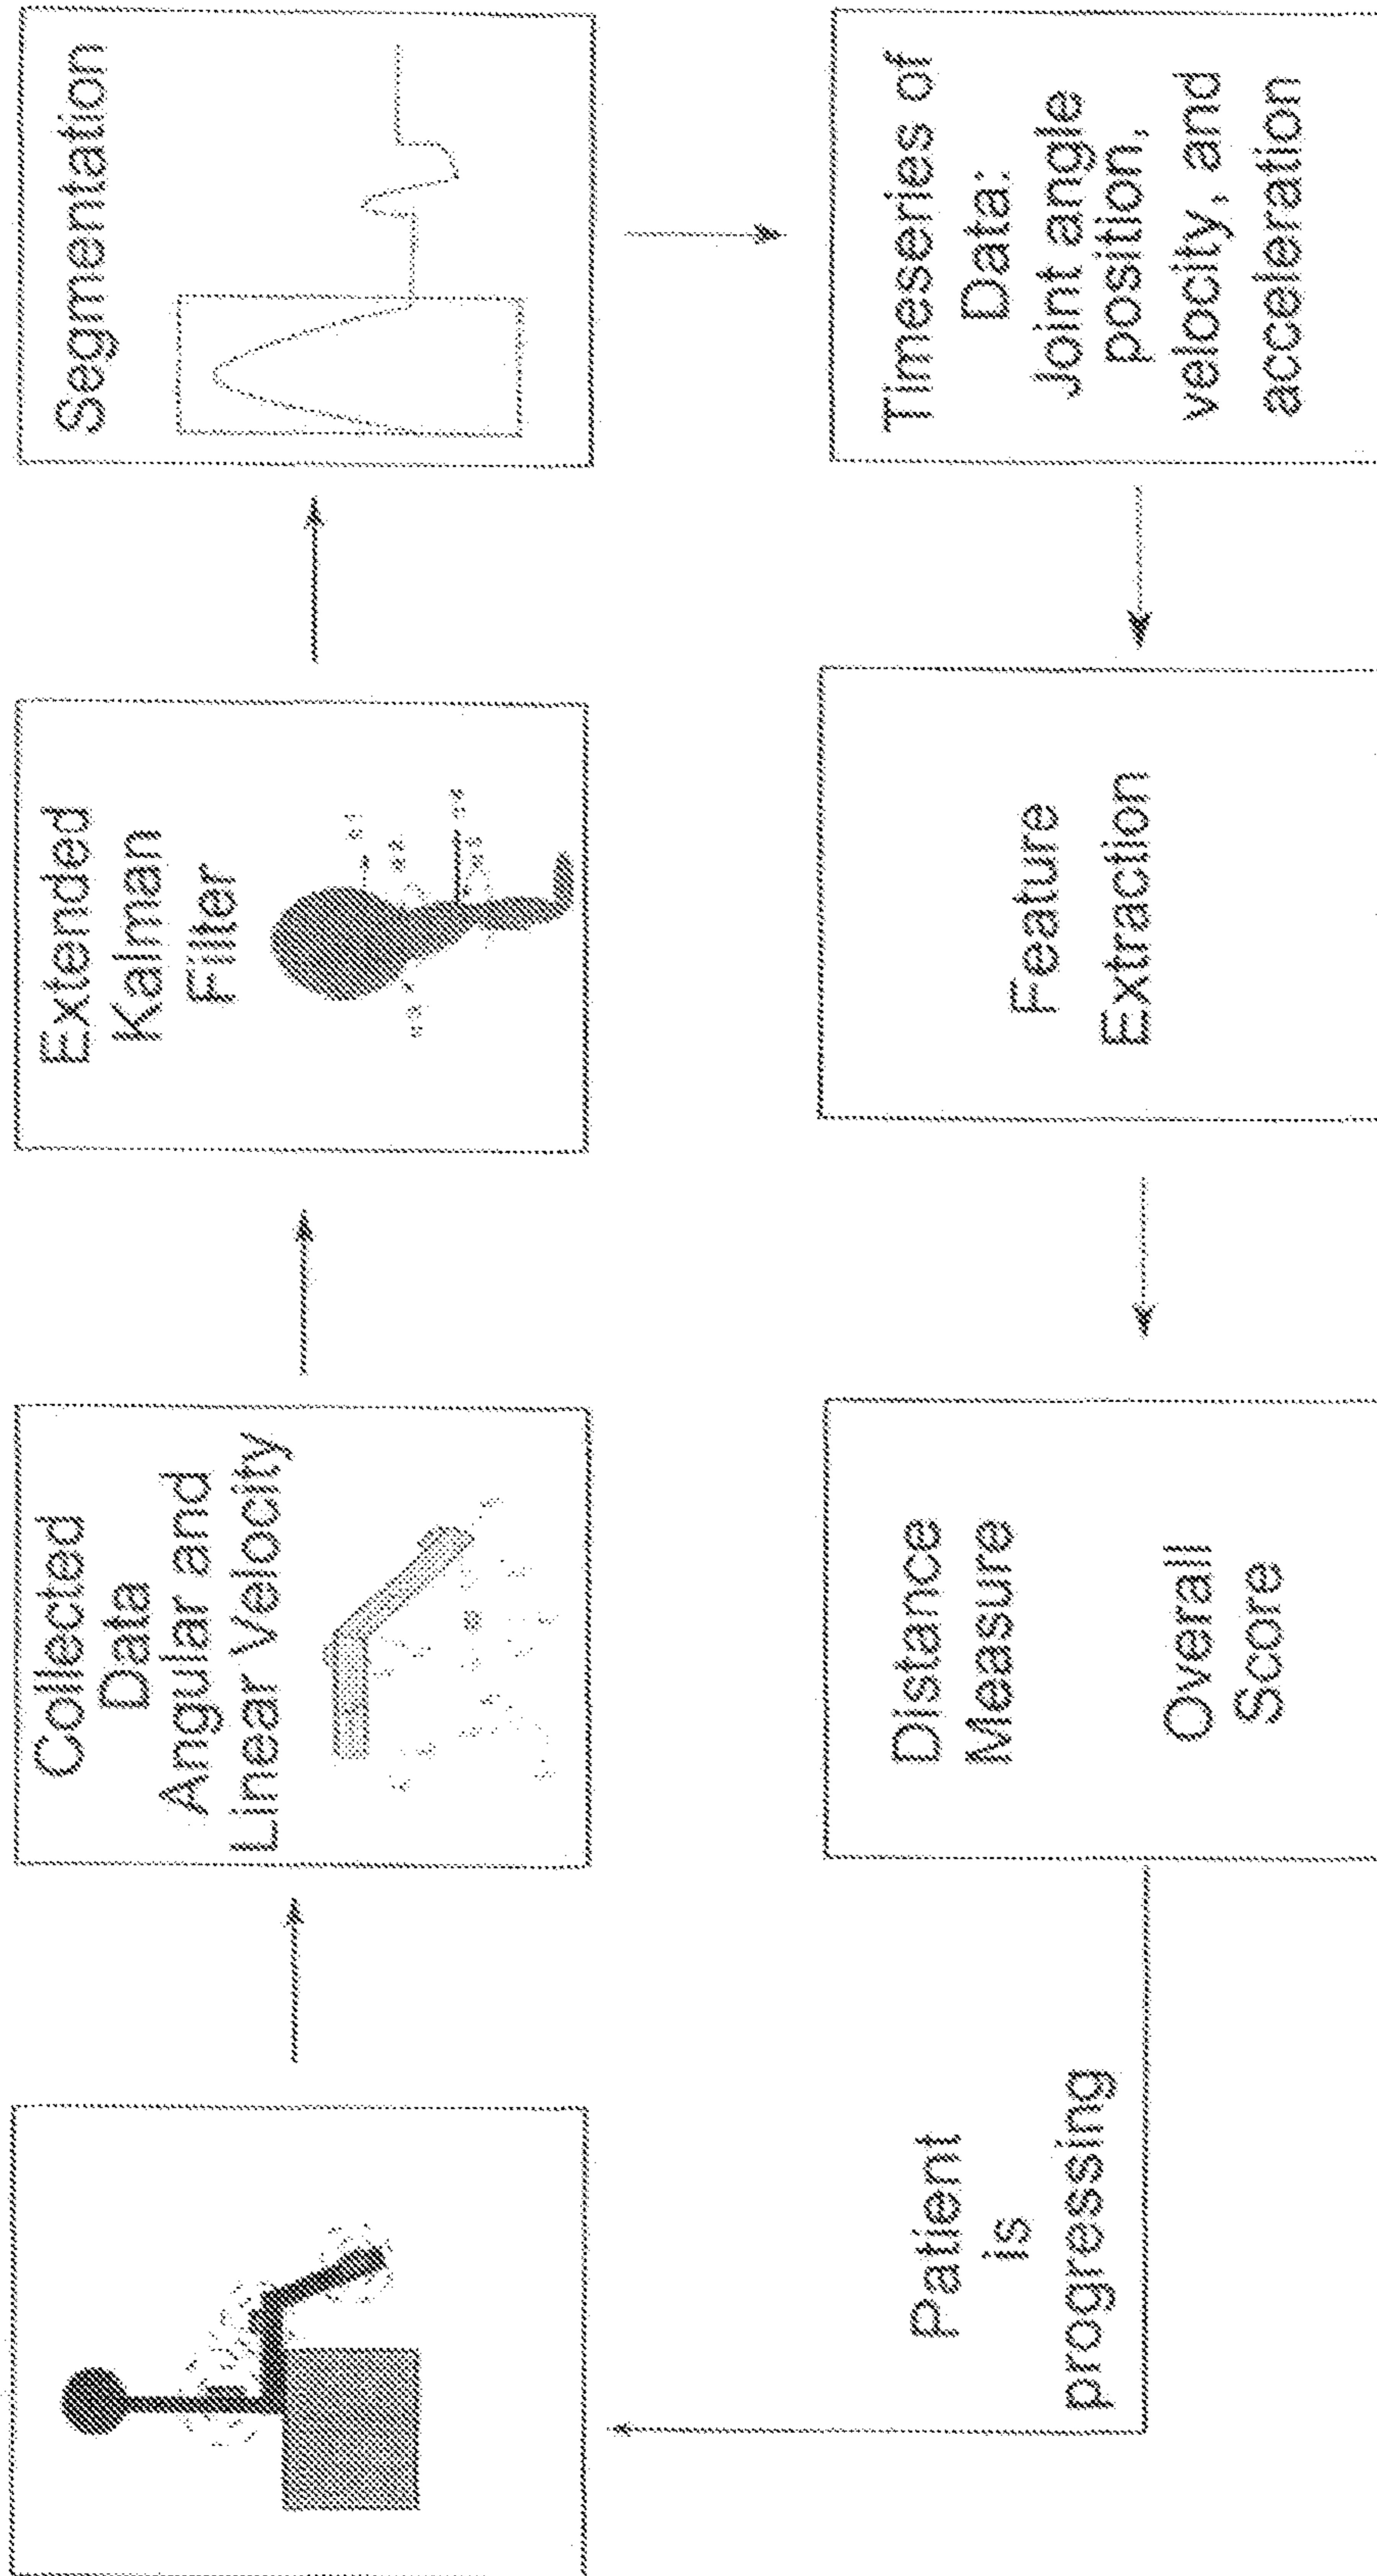 Collected
Data
Angular and
Linear Velocity
Extended
Kalman
Filter
Segmentation
Timeseries of
Data:
Joint angle
position,
velocity, and
acceleration
Feature
Extraction
Distance
Measure
Overall
Score
Patient
is
progressing